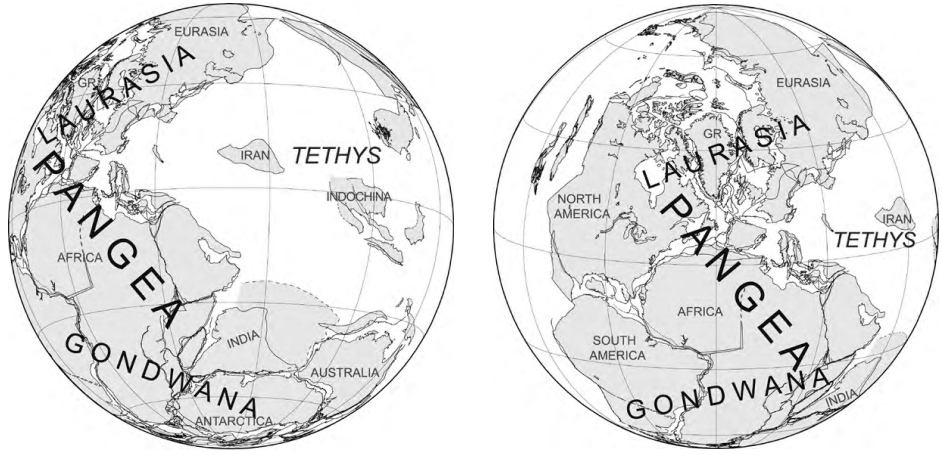 EURASIA
GR
LAURASIA
PANGEA
IRAN
TETHYS
INDOCHINA
AFRICA
INDIA
GONDWANA
AUSTRALIA
ANTARCTICA
EURASIA
GR
LAURASIA
NORTH
AMERICA
PANGEA
IRAN
TETHYS
AFRICA
SOUTH
AMERICA
GONDWANA
INDIA